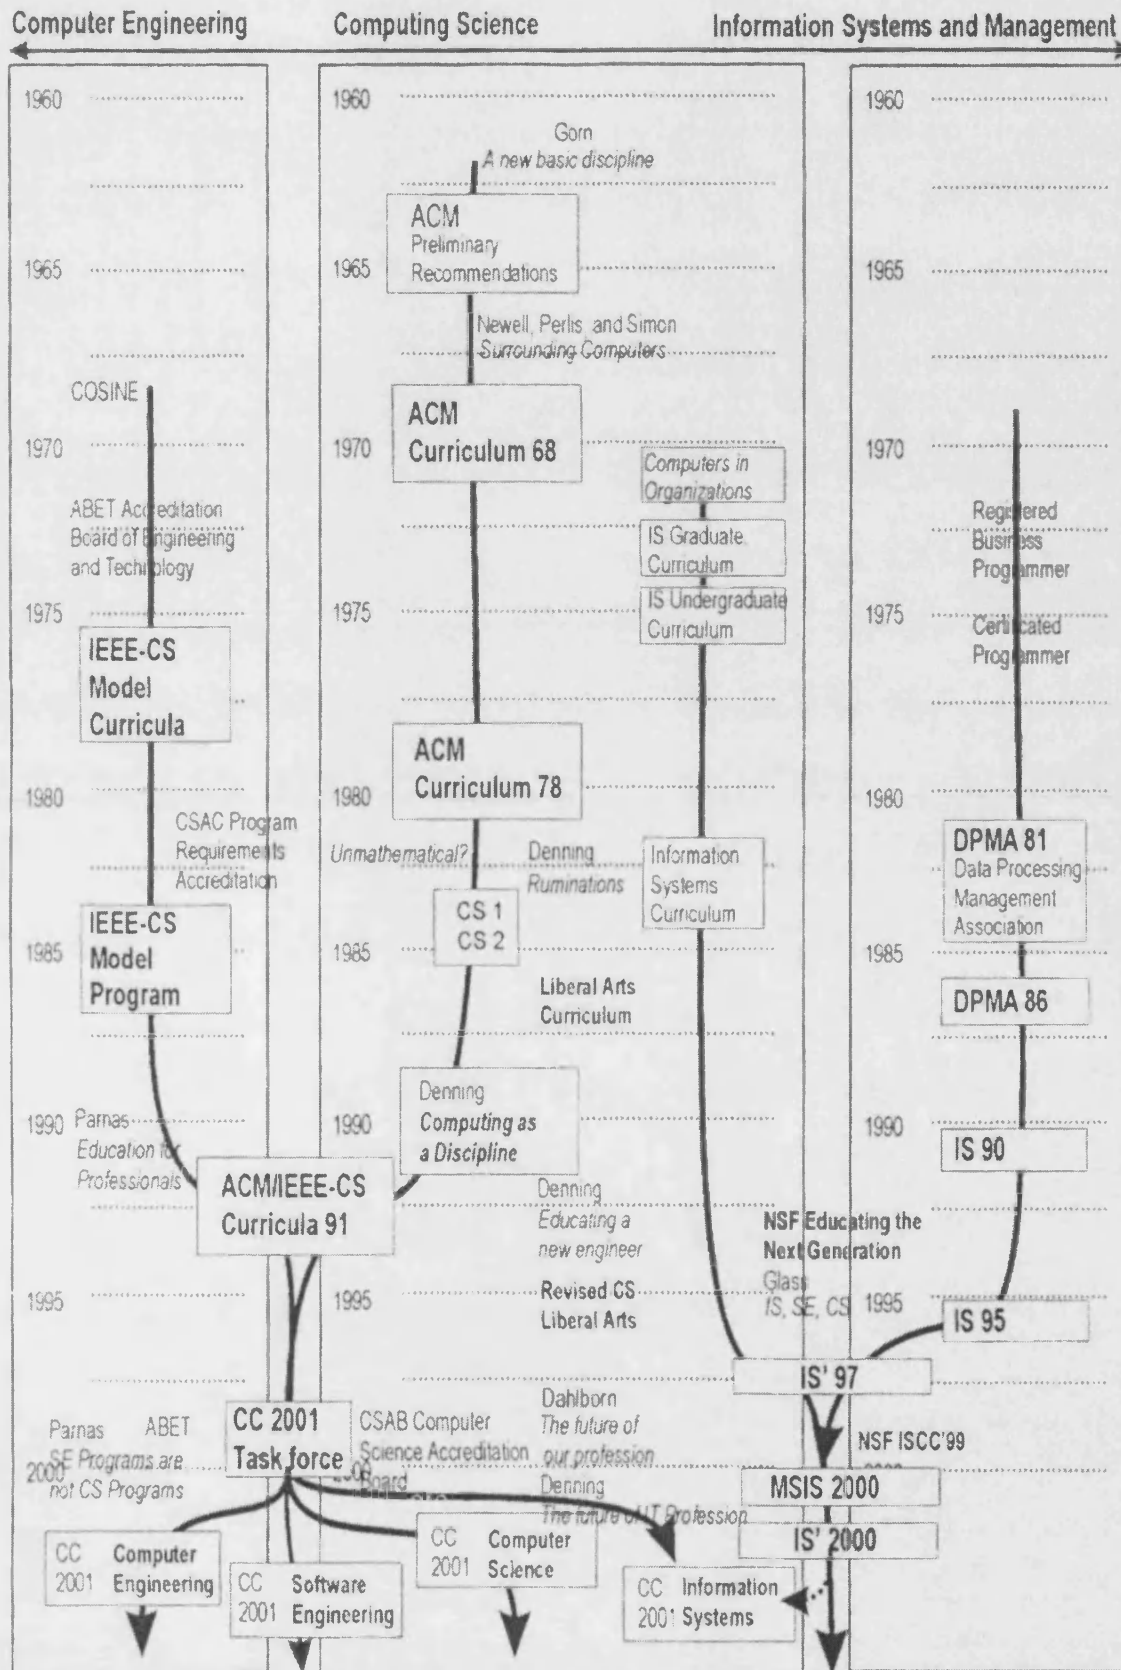 Computer Engineering
Computing Science
Information Systems and Management
1960
1965
COSINE
1970
ABET Accreditation
Board of Engineering
and Technology
1975
IEEE-CS
Model
Curricula
1980
CSAC Program
Requirements
Accreditation
IEEE-CS
Model
Program
1985
1990
Parnas
Education for
Professionals
ACM/IEEE-CS
Curricula 91
1995
Parnas
ABET
SE Programs are
not CS Programs
2000
CC 2001
Task force
CC Computer
2001 Engineering
CC Software
2001 Engineering
1960
Gorn
A new basic discipline
ACM
Preliminary
Recommendations
1965
Newell, Perlis and Simon
Surrounding Computers
ACM
Curriculum 68
1970
Computers in
Organizations
IS Graduate
Curriculum
IS Undergraduate
Curriculum
1975
ACM
Curriculum 78
1980
Unmathematical?
Denning
Ruminations
Information
Systems
Curriculum
CS 1
CS 2
1985
Liberal Arts
Curriculum
Denning
Computing as
a Discipline
1990
Denning
Educating a
new engineer
1995
Revised CS
Liberal Arts
CSAB Computer
Science Accreditation
Board
Dahlborn
The future of
our profession
Denning
The future of IT Profession
CC Computer
2001 Science
CC Information
2001 Systems
1960
1965
1970
Registered
Business
Programmer
1975
Certicated
Programmer
1980
DPMA 81
Data Processing
Management
Association
1985
DPMA 86
1990
IS 90
NSF Educating the
Next Generation
Glass
IS, SE, CS
1995
IS 95
IS' 97
NSF ISCC'99
MSIS 2000
IS' 2000